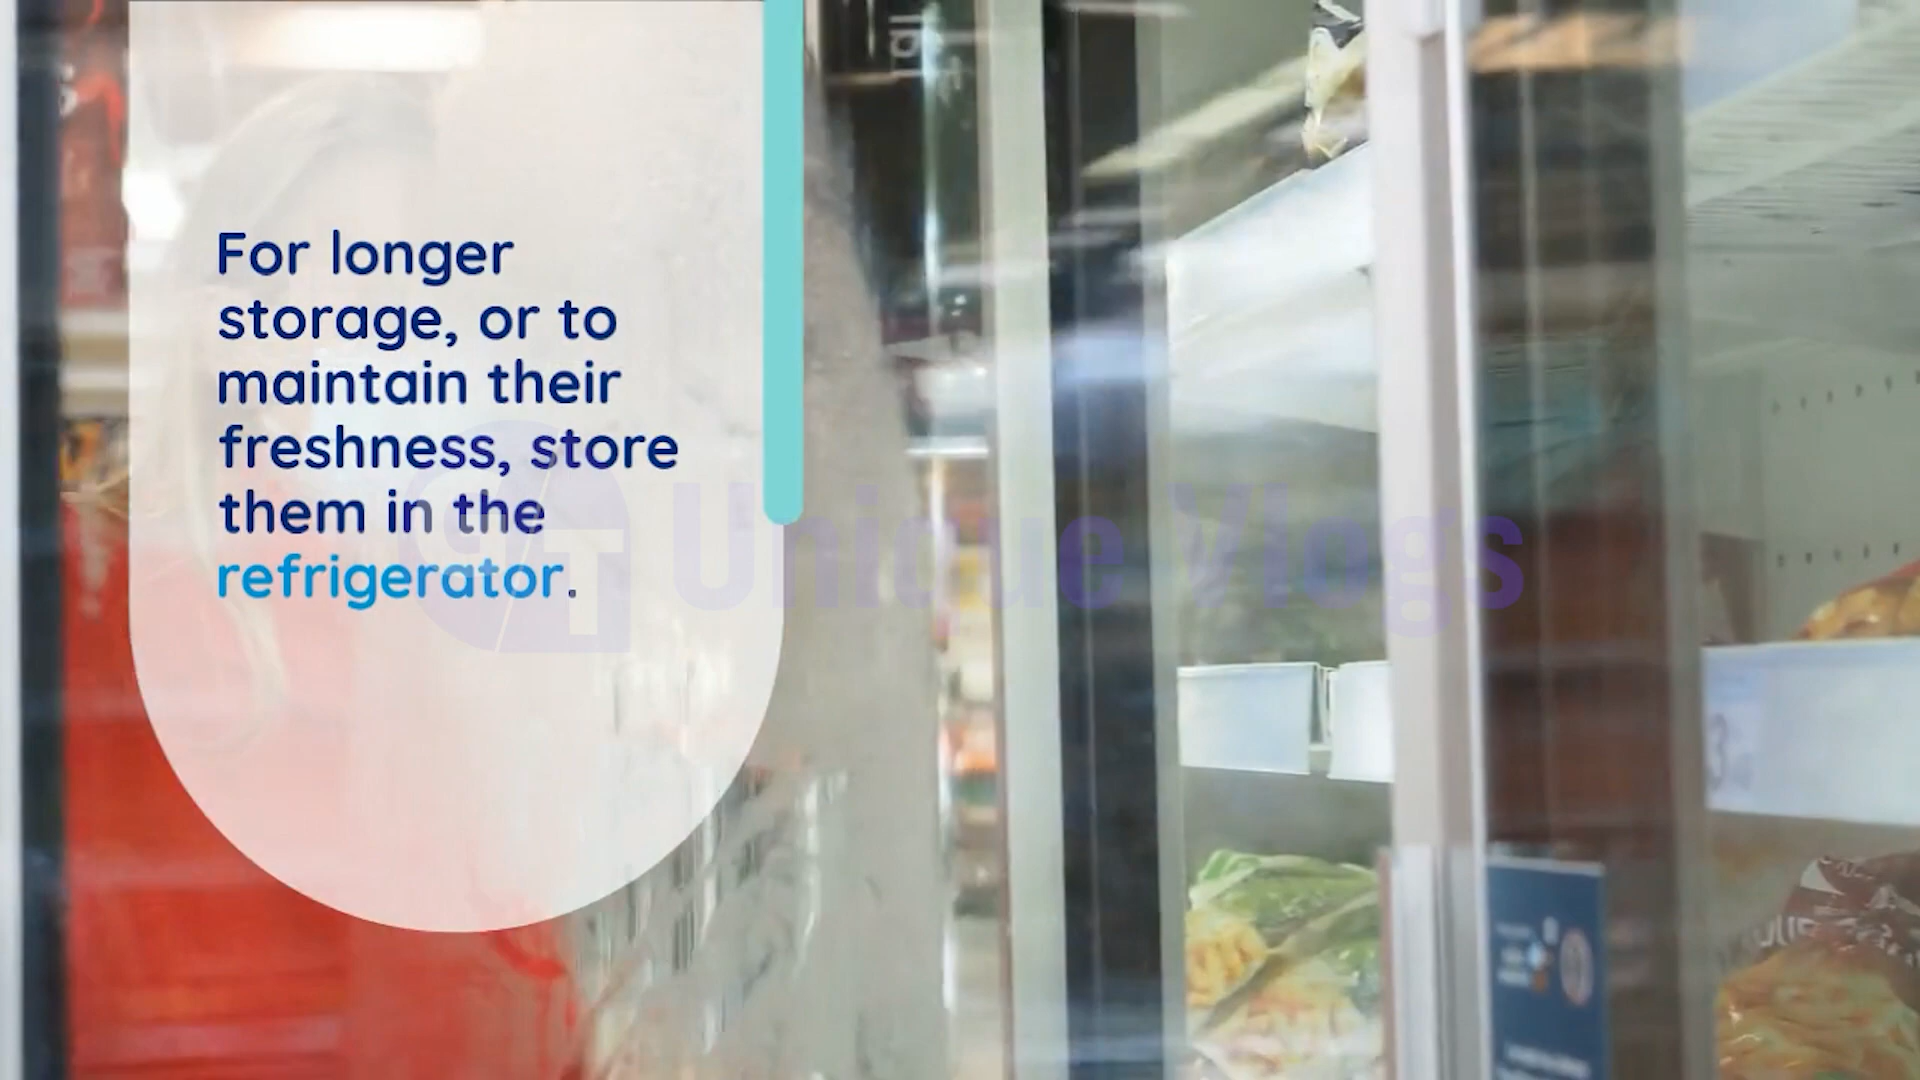 For longer
storage, or to
maintain their
freshness, store
them in the
refrigerator.
Unique Vlogs